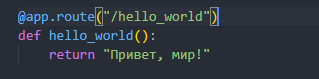 @app.route("/hello_world")
def hello_world():
    return "Привет, мир!"